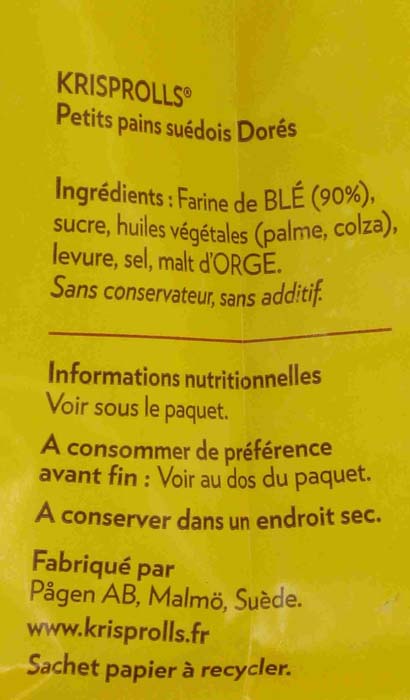 KRISPROLLS®
Petits pains suédois Dorés
Ingrédients : Farine de BLÉ (90%),
sucre, huiles végétales (palme, colza),
levure, sel, malt d'ORGE.
Sans conservateur, sans additif.
Informations nutritionnelles
Voir sous le paquet.
A consommer de préférence
avant fin : Voir au dos du paquet.
A conserver dans un endroit sec.
Fabriqué par
Pågen AB, Malmö, Suède.
www.krisprolls.fr
Sachet papier à recycler.